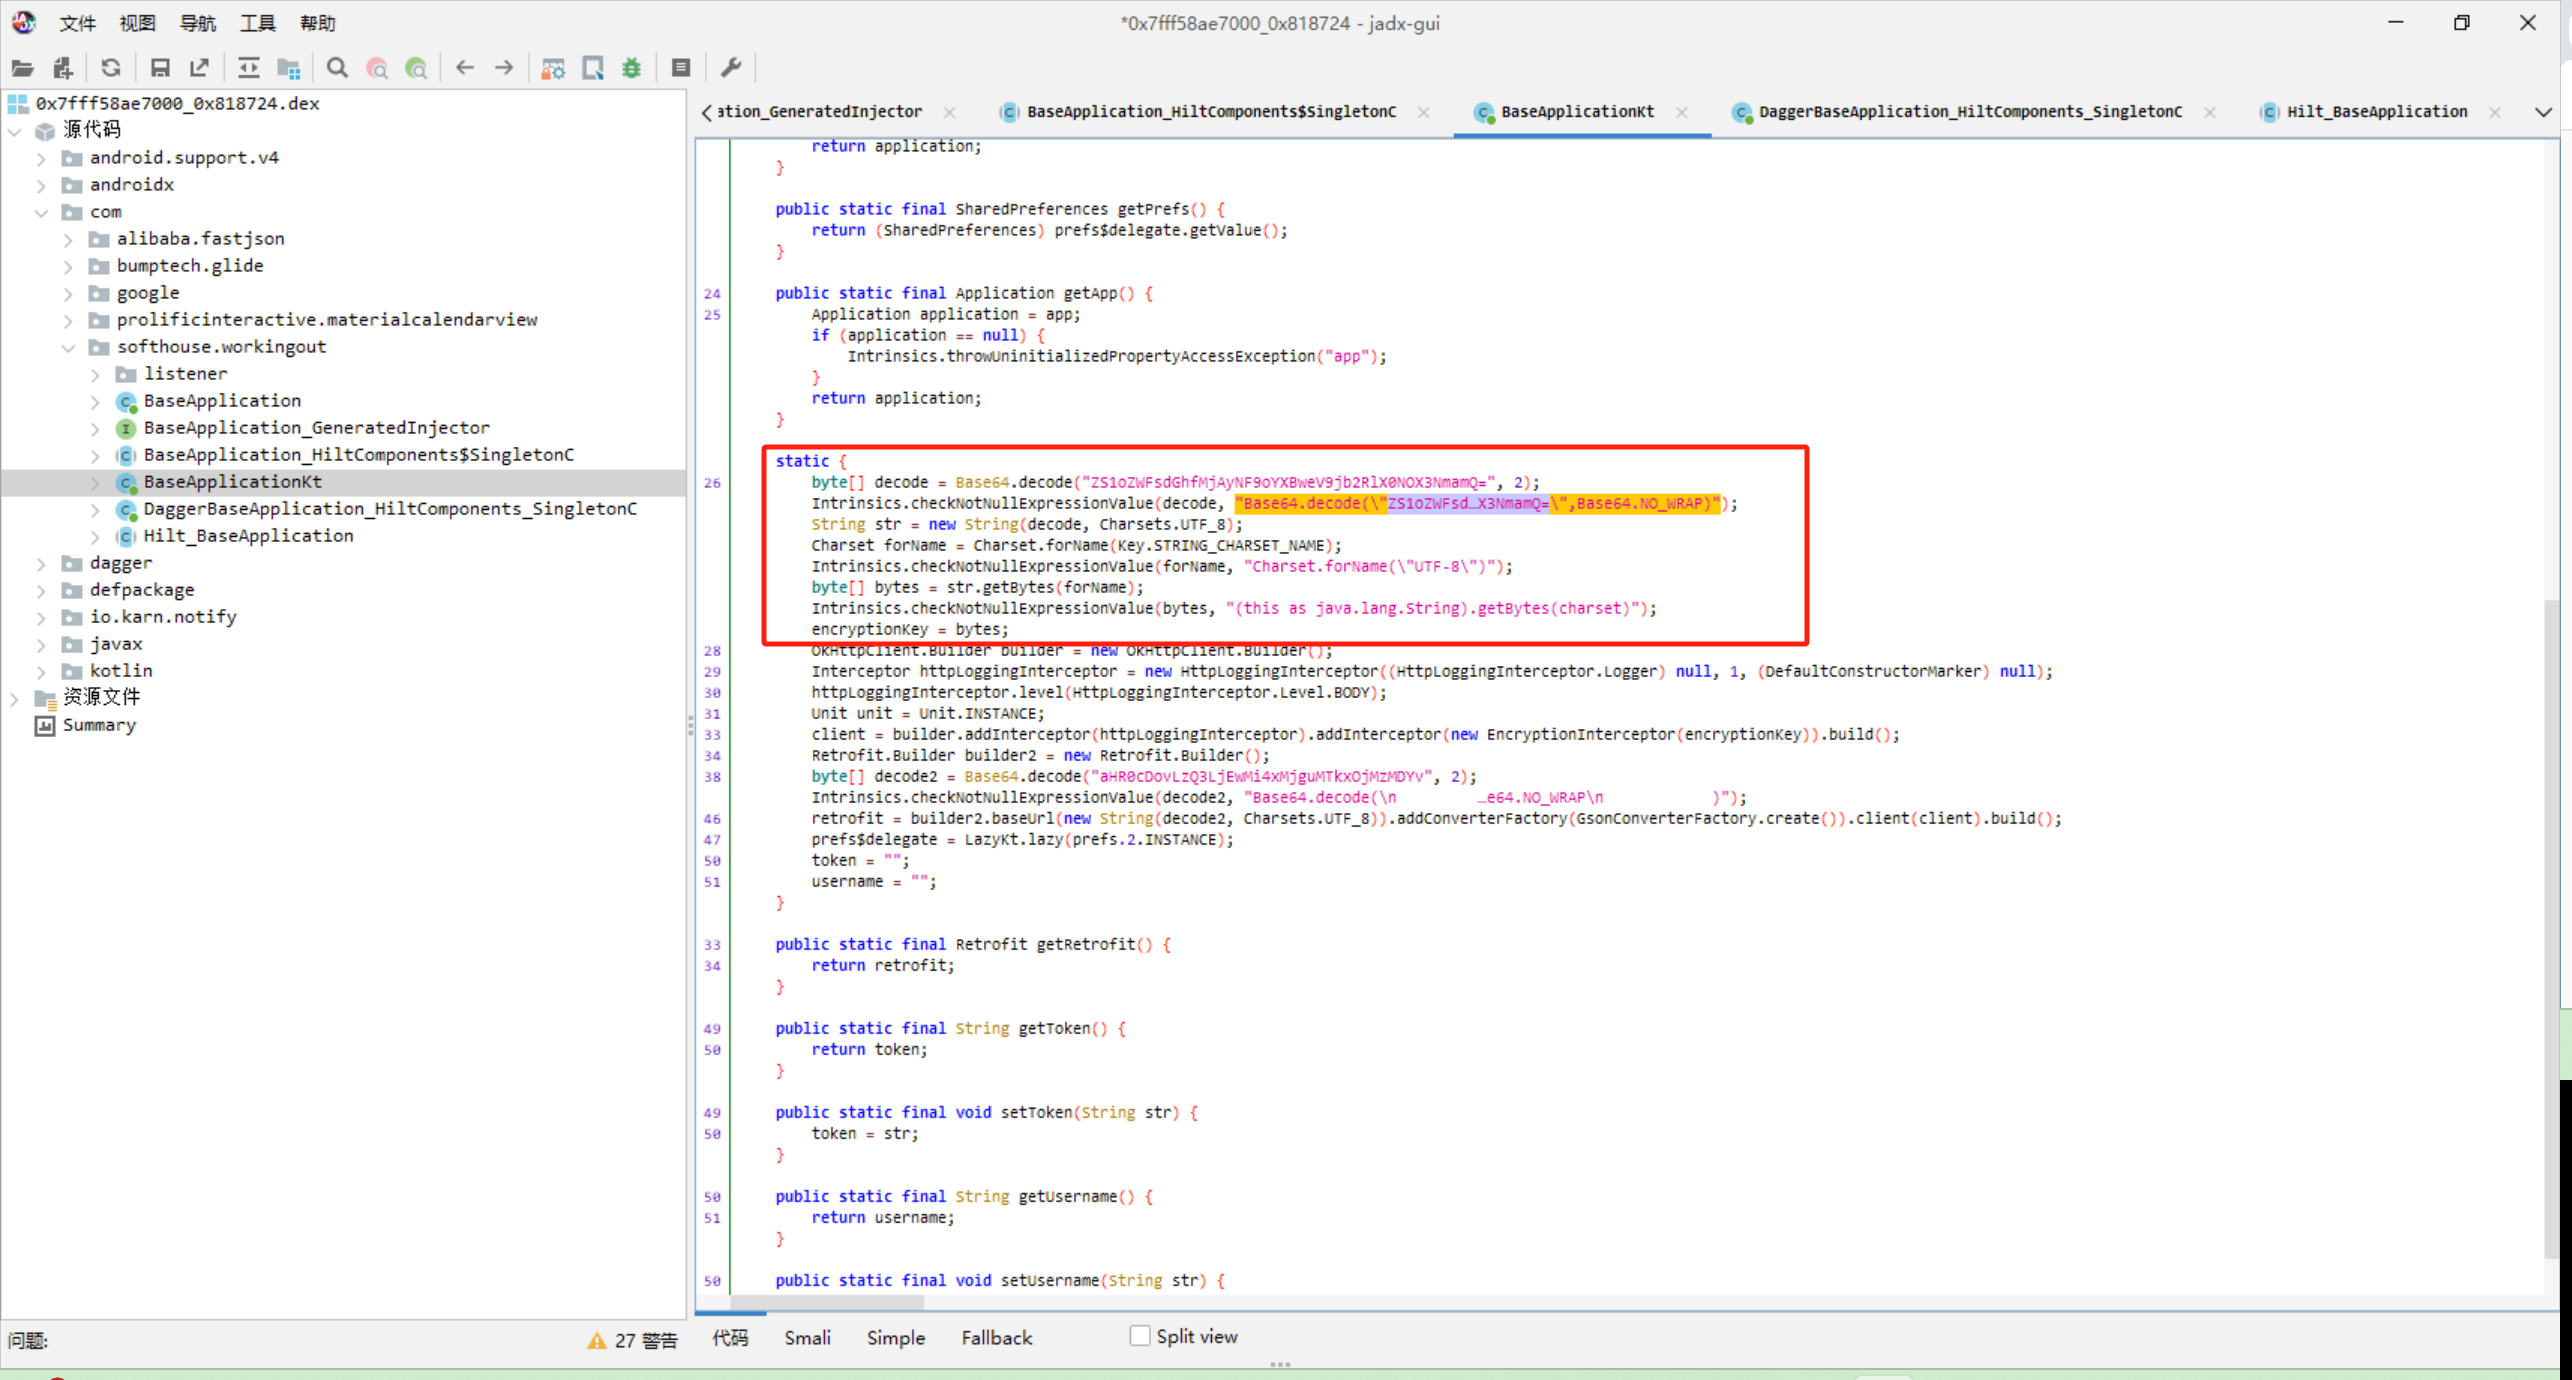 文件 视图 导航 工具 帮助
*0x7fff58ae7000_0x818724 - jadx-gui
0x7fff58ae7000_0x818724.dex
源代码
android.support.v4
androidx
com
alibaba.fastjson
bumptech.glide
google
prolificinteractive.materialcalendarview
softhouse.workingout
listener
BaseApplication
BaseApplication_GeneratedInjector
BaseApplication_HiltComponents$SingletonC
BaseApplicationKt
DaggerBaseApplication_HiltComponents_SingletonC
Hilt_BaseApplication
dagger
defpackage
io.karn.notify
javax
kotlin
资源文件
Summary
ation_GeneratedInjector BaseApplication_HiltComponents$SingletonC BaseApplicationKt DaggerBaseApplication_HiltComponents_SingletonC Hilt_BaseApplication
return application;
}
public static final SharedPreferences getPrefs() {
return (SharedPreferences) prefs$delegate.getValue();
}
24 public static final Application getApp() {
25 Application application = app;
if (application == null) {
Intrinsics.throwUninitializedPropertyAccessException("app");
}
return application;
}
static {
26 byte[] decode = Base64.decode("ZS1oZWFsdGhfMjAyNF9oYXBweV9jb2RlX0NOX3NmamQ=", 2);
Intrinsics.checkNotNullExpressionValue(decode, "Base64.decode(\"ZS1oZWFsd…X3NmamQ=\",Base64.NO_WRAP)");
String str = new String(decode, Charsets.UTF_8);
Charset forName = Charset.forName(Key.STRING_CHARSET_NAME);
Intrinsics.checkNotNullExpressionValue(forName, "Charset.forName(\"UTF-8\")");
byte[] bytes = str.getBytes(forName);
Intrinsics.checkNotNullExpressionValue(bytes, "(this as java.lang.String).getBytes(charset)");
encryptionKey = bytes;
28 OkHttpClient.Builder builder = new OkHttpClient.Builder();
29 Interceptor httpLoggingInterceptor = new HttpLoggingInterceptor((HttpLoggingInterceptor.Logger) null, 1, (DefaultConstructorMarker) null);
30 httpLoggingInterceptor.level(HttpLoggingInterceptor.Level.BODY);
31 Unit unit = Unit.INSTANCE;
33 client = builder.addInterceptor(httpLoggingInterceptor).addInterceptor(new EncryptionInterceptor(encryptionKey)).build();
34 Retrofit.Builder builder2 = new Retrofit.Builder();
38 byte[] decode2 = Base64.decode("aHR0cDovLzQ3LjEwMi4xMjguMTkxOjMzMDYv", 2);
Intrinsics.checkNotNullExpressionValue(decode2, "Base64.decode(\n …e64.NO_WRAP\n )");
46 retrofit = builder2.baseUrl(new String(decode2, Charsets.UTF_8)).addConverterFactory(GsonConverterFactory.create()).client(client).build();
47 prefs$delegate = LazyKt.lazy(prefs.2.INSTANCE);
50 token = "";
51 username = "";
}
33 public static final Retrofit getRetrofit() {
34 return retrofit;
}
49 public static final String getToken() {
50 return token;
}
49 public static final void setToken(String str) {
50 token = str;
}
50 public static final String getUsername() {
51 return username;
}
50 public static final void setUsername(String str) {
问题: 27 警告 代码 Smali Simple Fallback Split view